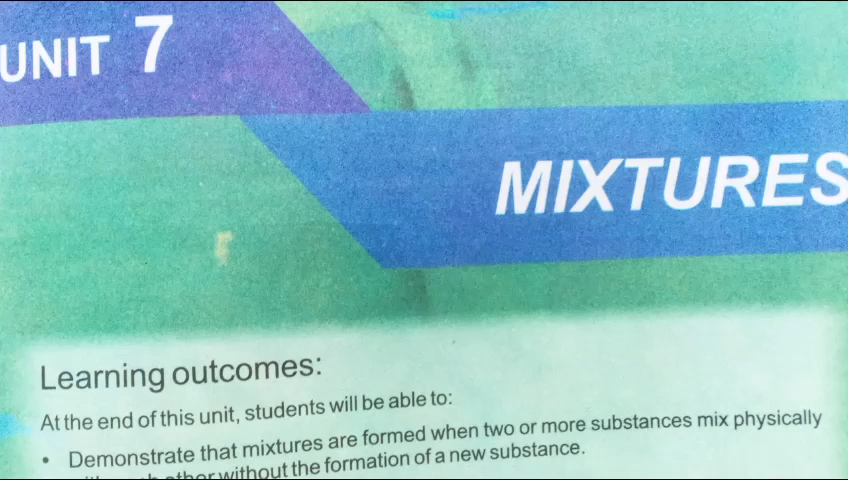 UNIT 7
MIXTURES
Learning outcomes:
At the end of this unit, students will be able to:
• Demonstrate that mixtures are formed when two or more substances mix physically
other without the formation of a new substance.